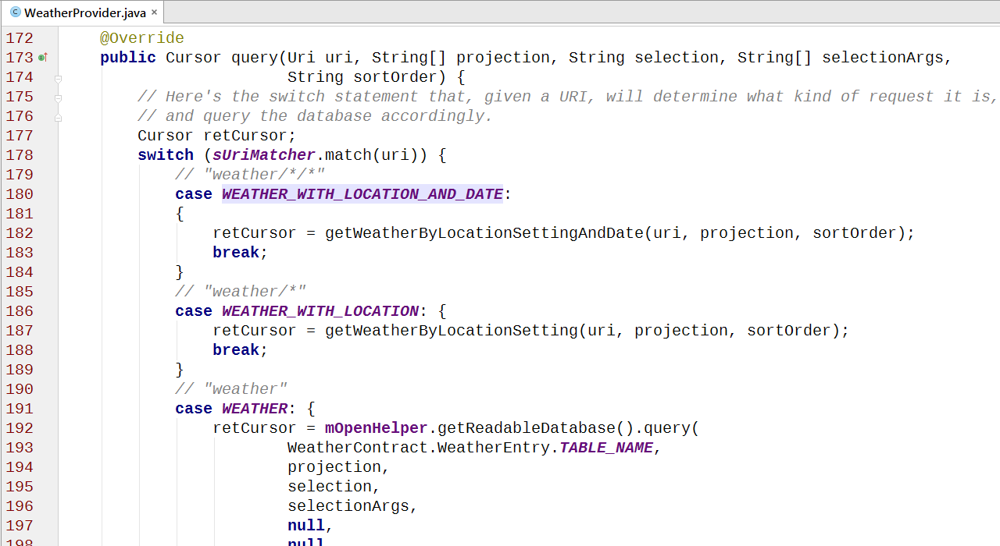 WeatherProvider.java ×
172 @Override
173 public Cursor query(Uri uri, String[] projection, String selection, String[] selectionArgs,
174 String sortOrder) {
175 // Here's the switch statement that, given a URI, will determine what kind of request it is,
176 // and query the database accordingly.
177 Cursor retCursor;
178 switch (sUriMatcher.match(uri)) {
179 // "weather/*/*"
180 case WEATHER_WITH_LOCATION_AND_DATE:
181 {
182 retCursor = getWeatherByLocationSettingAndDate(uri, projection, sortOrder);
183 break;
184 }
185 // "weather/*"
186 case WEATHER_WITH_LOCATION: {
187 retCursor = getWeatherByLocationSetting(uri, projection, sortOrder);
188 break;
189 }
190 // "weather"
191 case WEATHER: {
192 retCursor = mOpenHelper.getReadableDatabase().query(
193 WeatherContract.WeatherEntry.TABLE_NAME,
194 projection,
195 selection,
196 selectionArgs,
197 null,
198 null